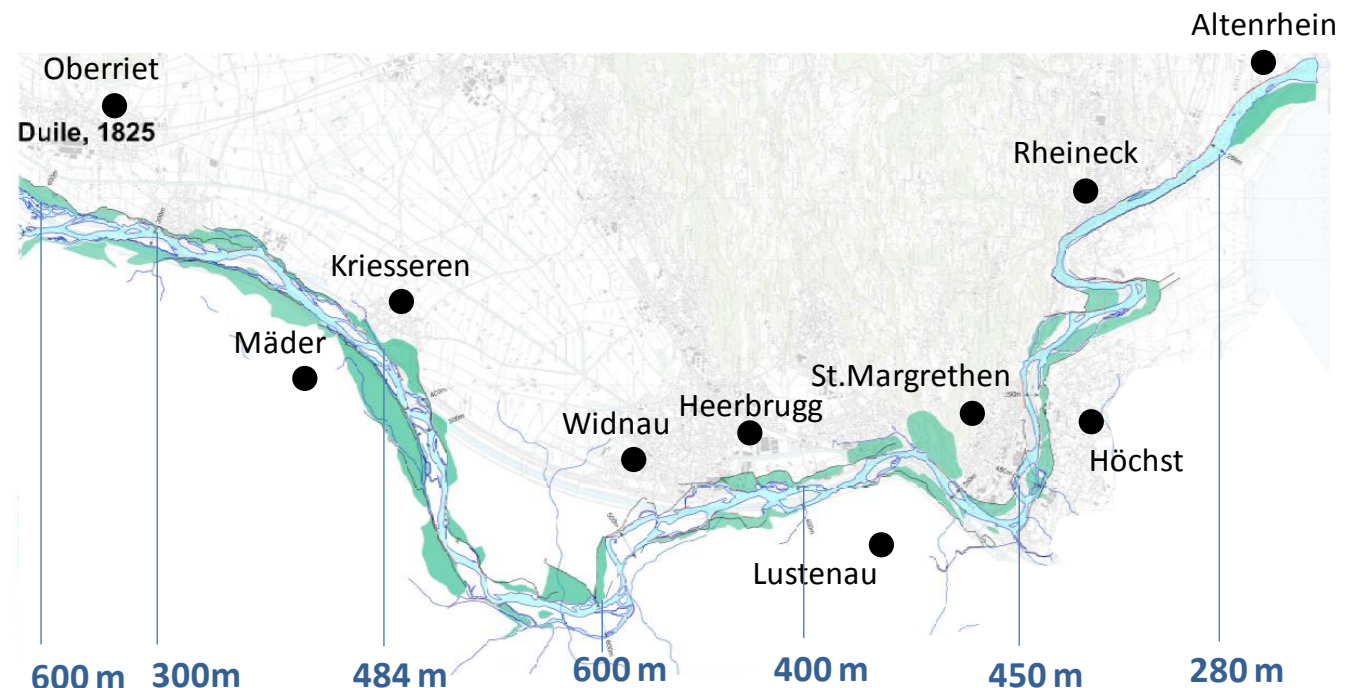 Altenrhein
Oberriet
Duile, 1825
Rheineck
Kriesseren
Mäder
St.Margrethen
Heerbrugg
Widnau
Höchst
Lustenau
600 m 300m 484 m 600 m 400 m 450 m 280 m